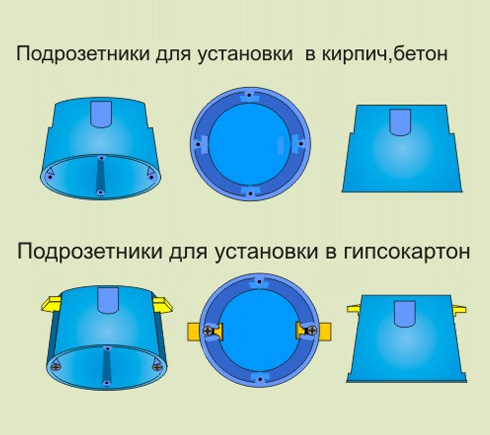 Подрозетники для установки в кирпич,бетон
Подрозетники для установки в гипсокартон